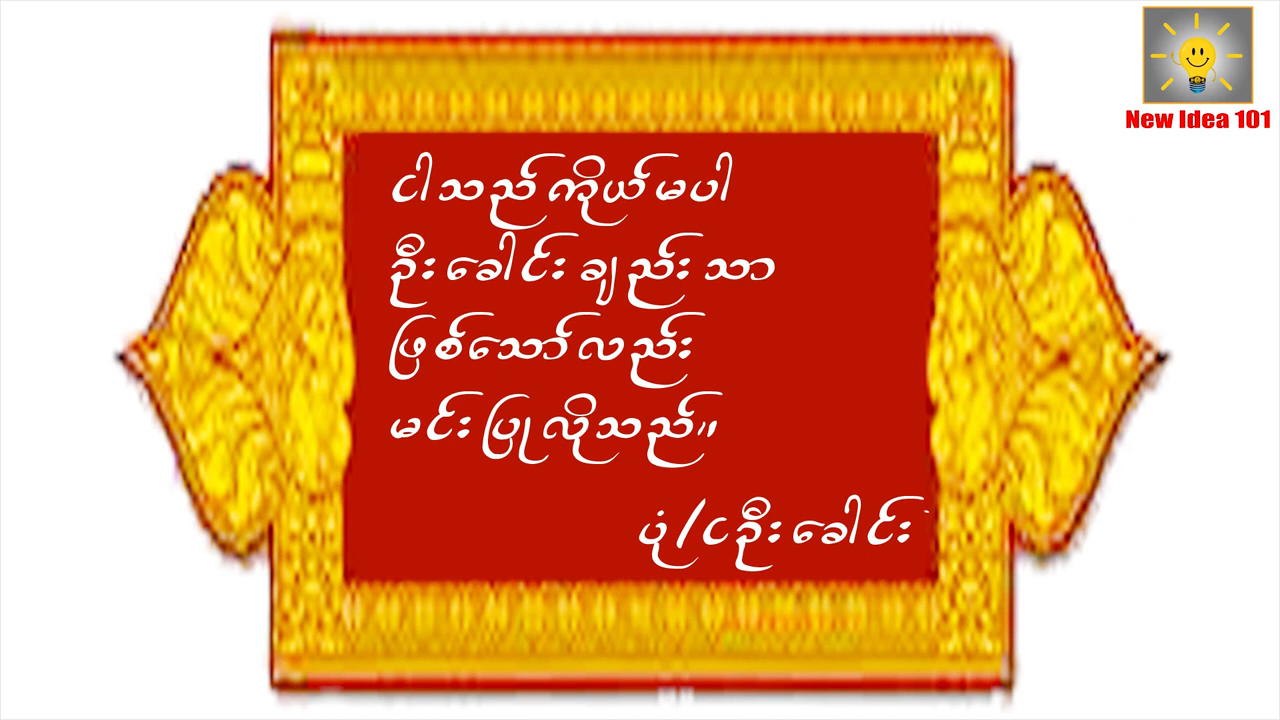 New Idea 101
ငါသည်ကိုယ်မပါ
ဦးခေါင်းချည်းသာ
ဖြစ်သော်လည်း
မင်းပြုလိုသည်။
ပုံ/ငဦးခေါင်း